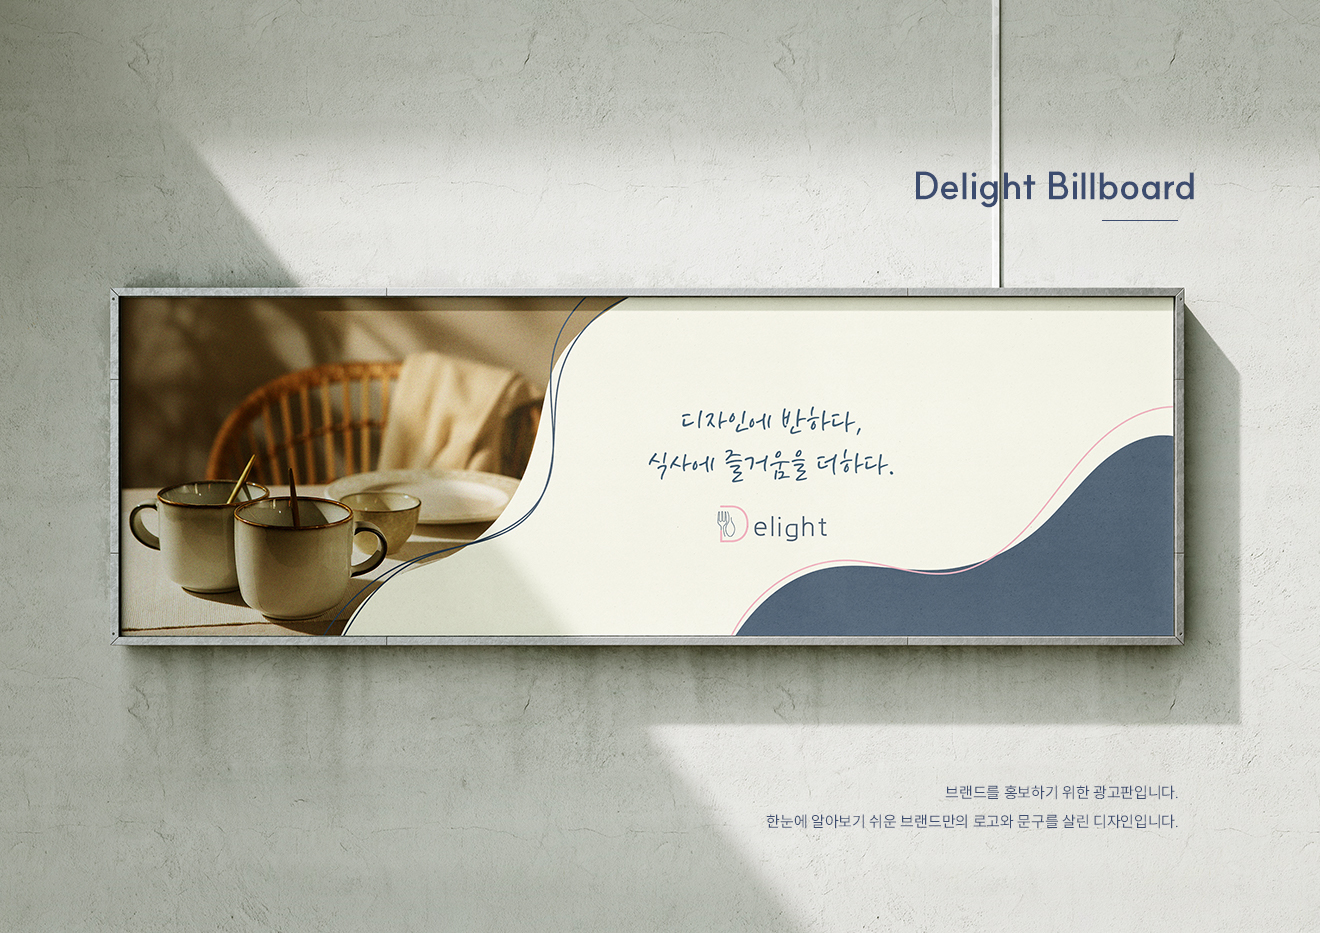 Delight Billboard
디자인에 반하다,
식사에 즐거움을 더하다.
Delight
브랜드를 홍보하기 위한 광고판입니다.
한눈에 알아보기 쉬운 브랜드만의 로고와 문구를 살린 디자인입니다.